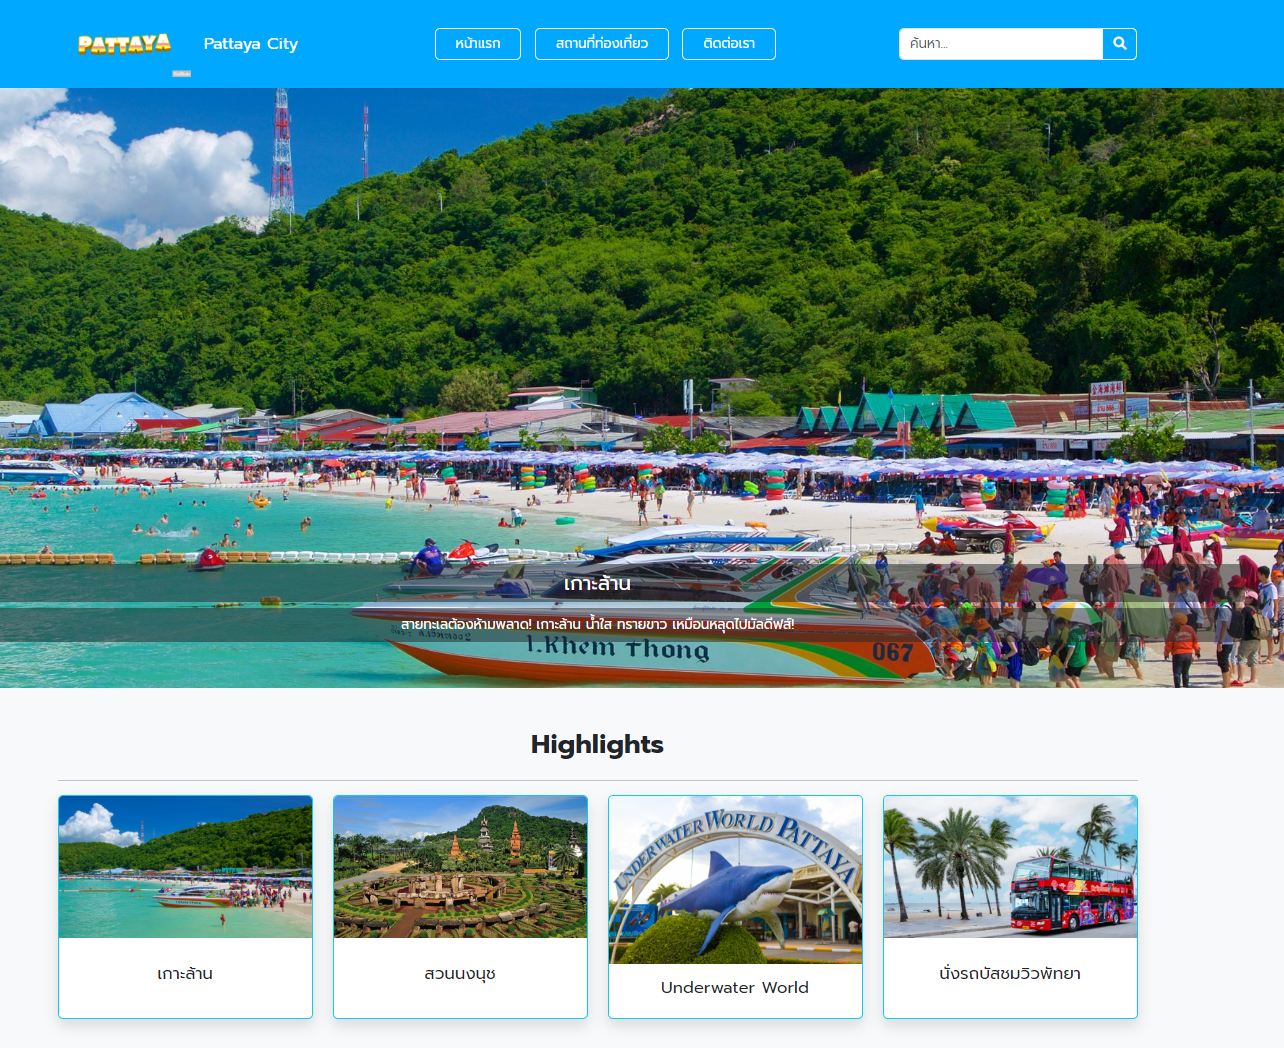 PATTAYA
Pattaya City
หน้าแรก
สถานที่ท่องเที่ยว
ติดต่อเรา
ค้นหา...
เกาะล้าน
สายทะเลต้องห้ามพลาด! เกาะล้าน น้ำใส ทรายขาว เหมือนหลุดไปมัลดีฟส์!
1.Khem Thong
067
Highlights
UNDERWATER WORLD PATTAYA
เกาะล้าน
สวนนงนุช
Underwater World
นั่งรถบัสชมวิวพัทยา